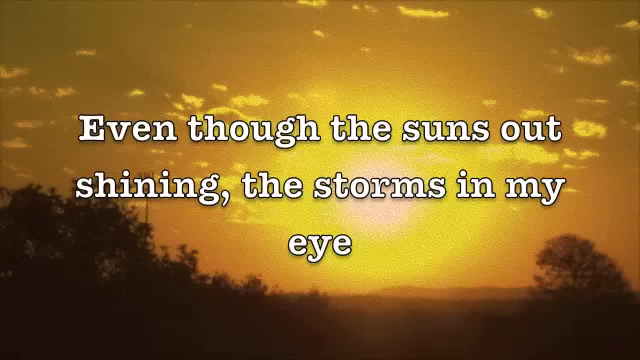 Even though the suns out
shining, the storms in my
eye